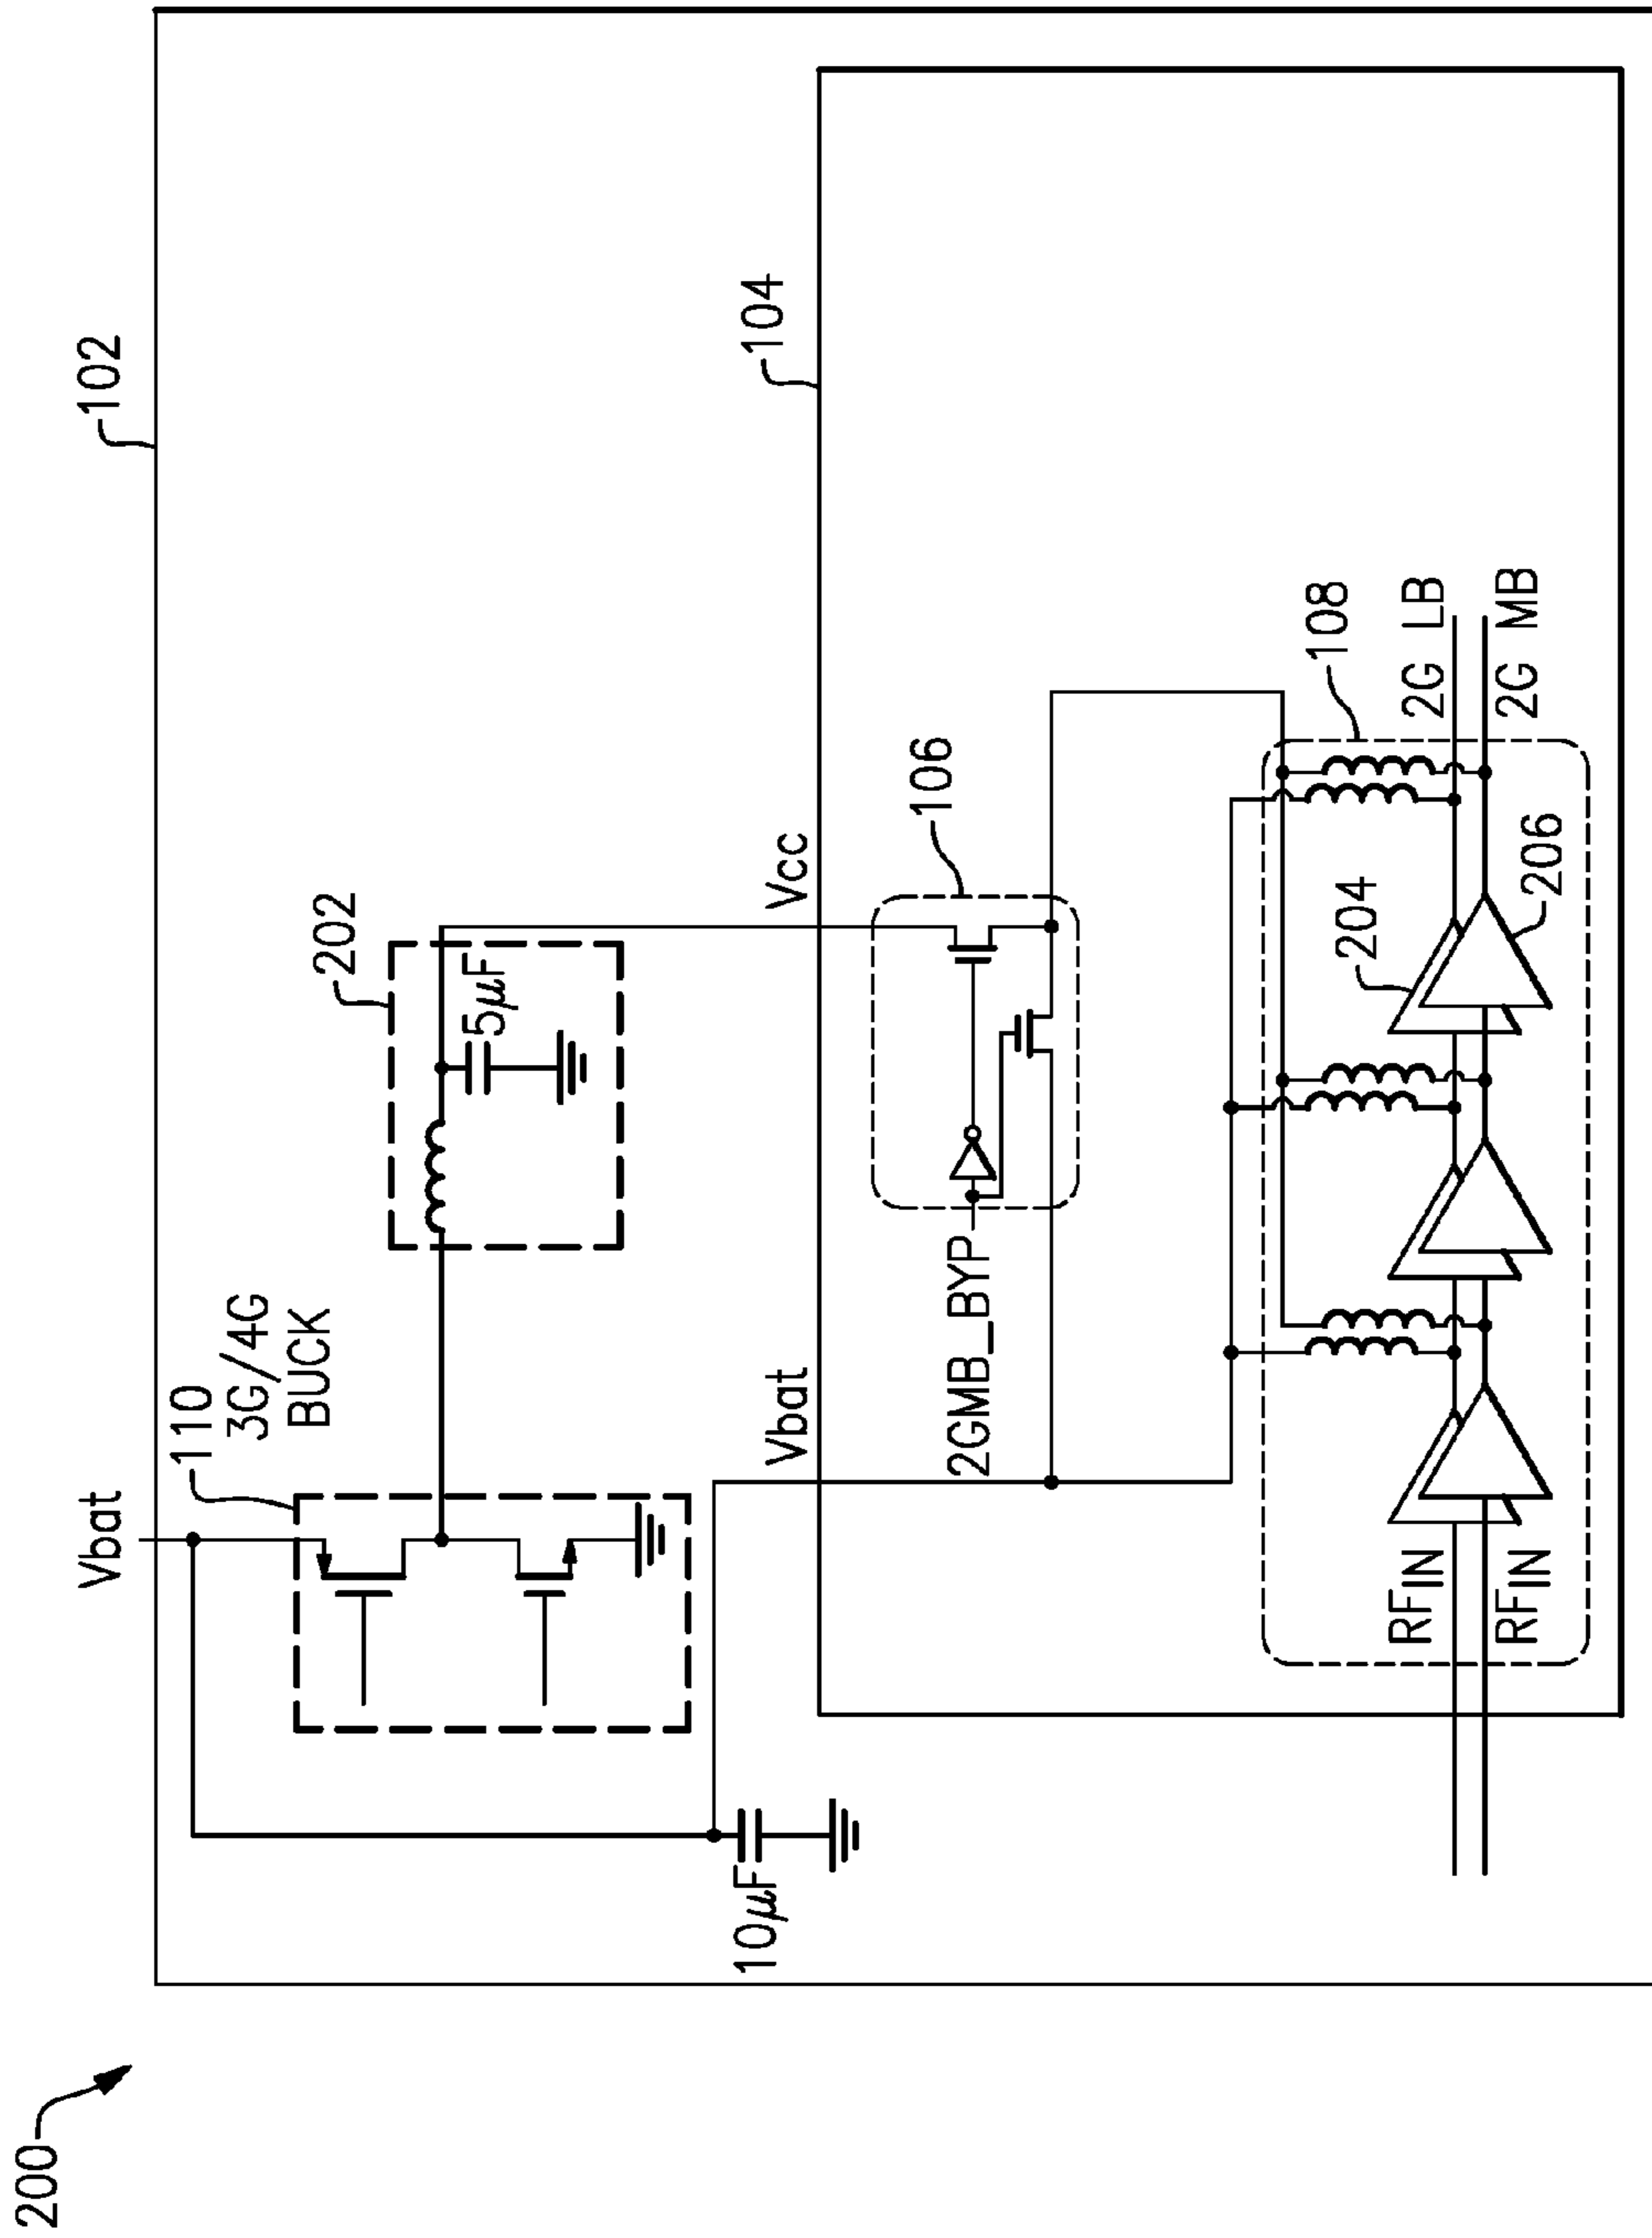 200
102
Vbat
110
3G/4G
BUCK
202
5µF
10µF
Vbat
Vcc
104
106
2GMB_BYP
108
RFIN
RFIN
204
206
2G LB
2G MB